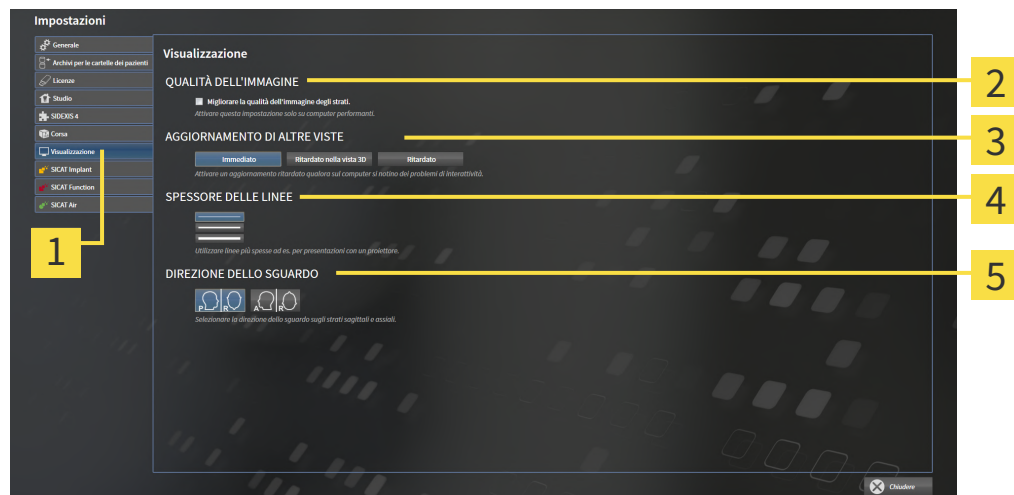 Impostazioni
Generale
Archivi per le cartelle dei pazienti
Licenze
Studio
SIDEXIS 4
Corsa
Visualizzazione
SICAT Implant
SICAT Function
SICAT Air
1
Visualizzazione
QUALITÀ DELL'IMMAGINE
2
Migliorare la qualità dell'immagine degli strati.
Attivare questa impostazione solo su computer performanti.
AGGIORNAMENTO DI ALTRE VISTE
3
Immediato Ritardato nella vista 3D Ritardato
Attivare un aggiornamento ritardato qualora sul computer si notino dei problemi di interattività.
SPESSORE DELLE LINEE
4
Utilizzare linee più spesse ad es. per presentazioni con un proiettore.
DIREZIONE DELLO SGUARDO
5
P R A R
Selezionare la direzione dello sguardo sugli strati sagittali e assiali.
Chiudere